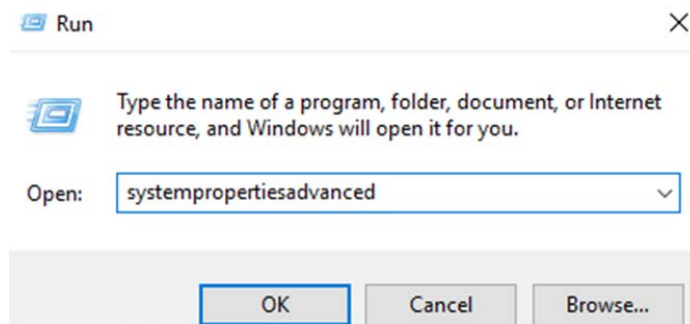 Run
Type the name of a program, folder, document, or Internet
resource, and Windows will open it for you.
Open: systempropertiesadvanced
OK Cancel Browse...